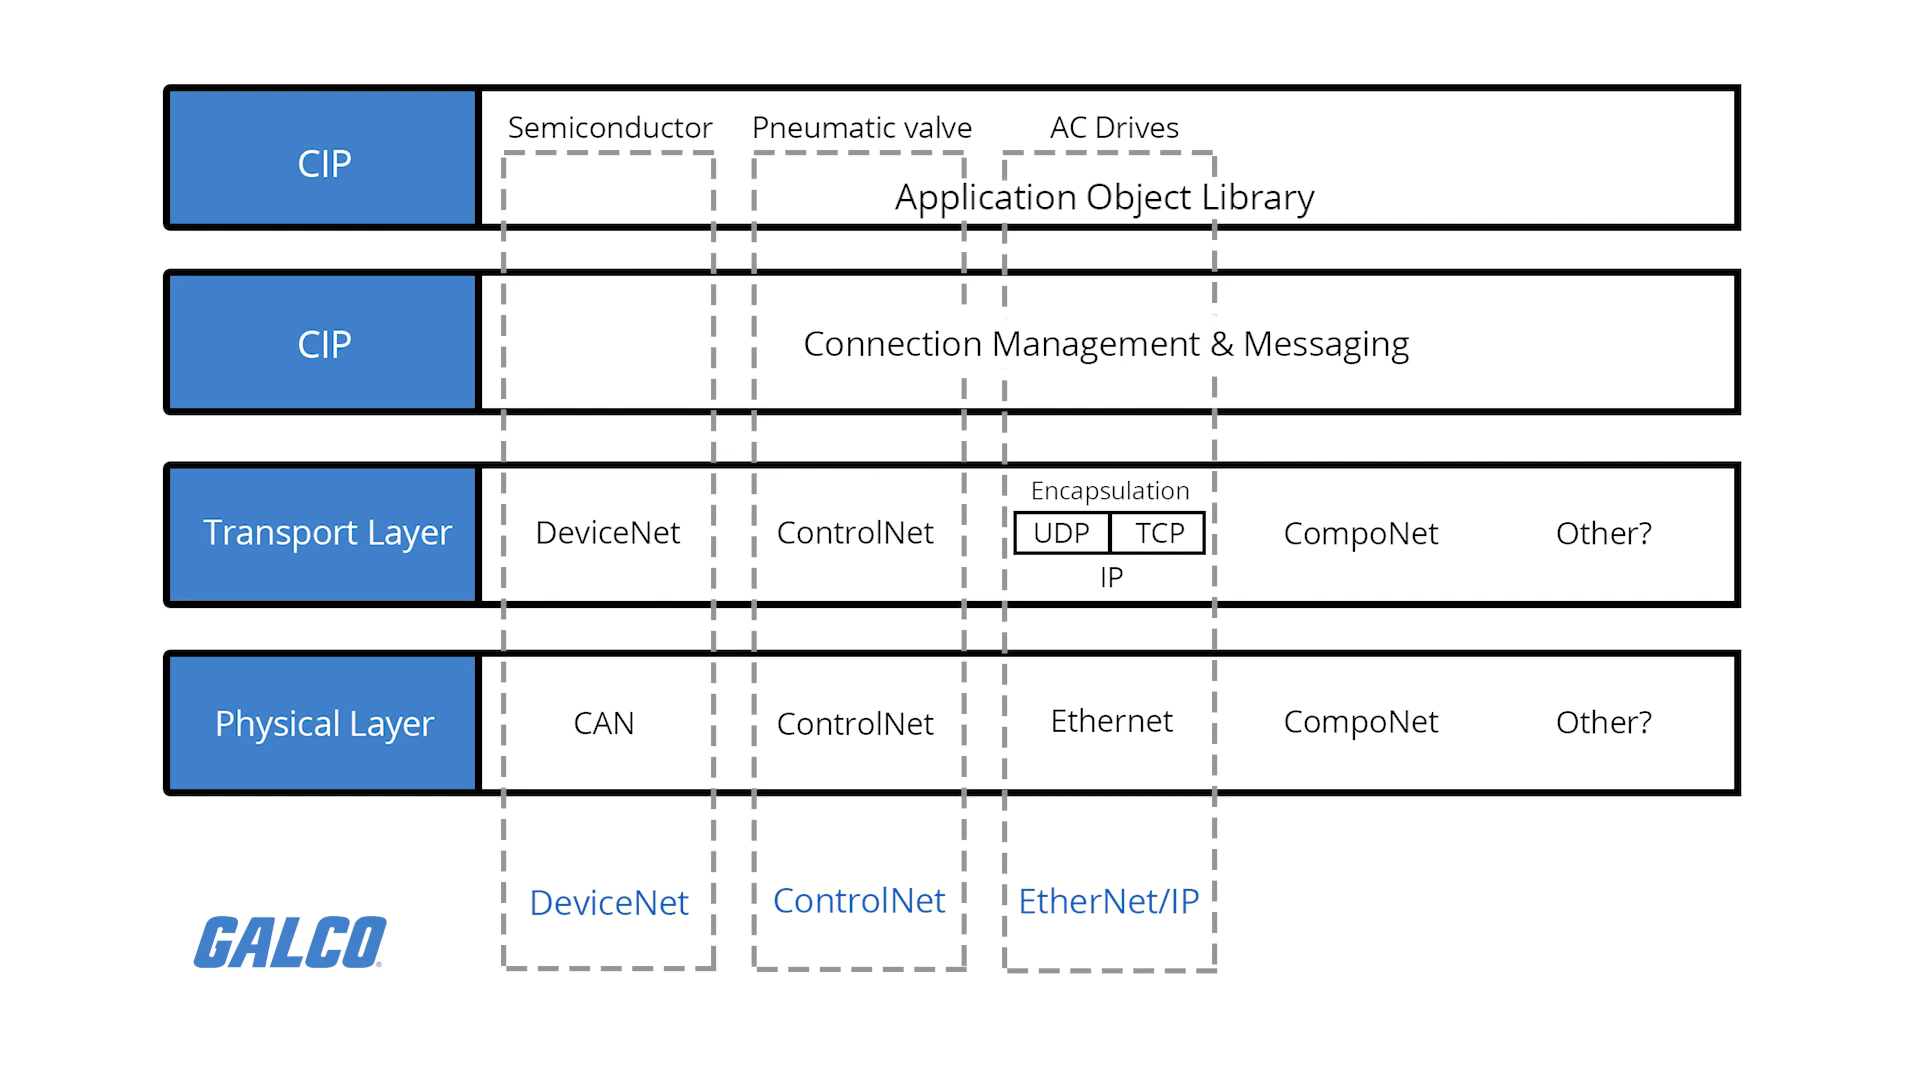 Semiconductor Pneumatic valve AC Drives
CIP
Application Object Library
CIP
Connection Management & Messaging
Encapsulation
Transport Layer DeviceNet ControlNet UDP TCP CompoNet Other?
IP
Physical Layer CAN ControlNet Ethernet CompoNet Other?
DeviceNet ControlNet EtherNet/IP
GALCO®